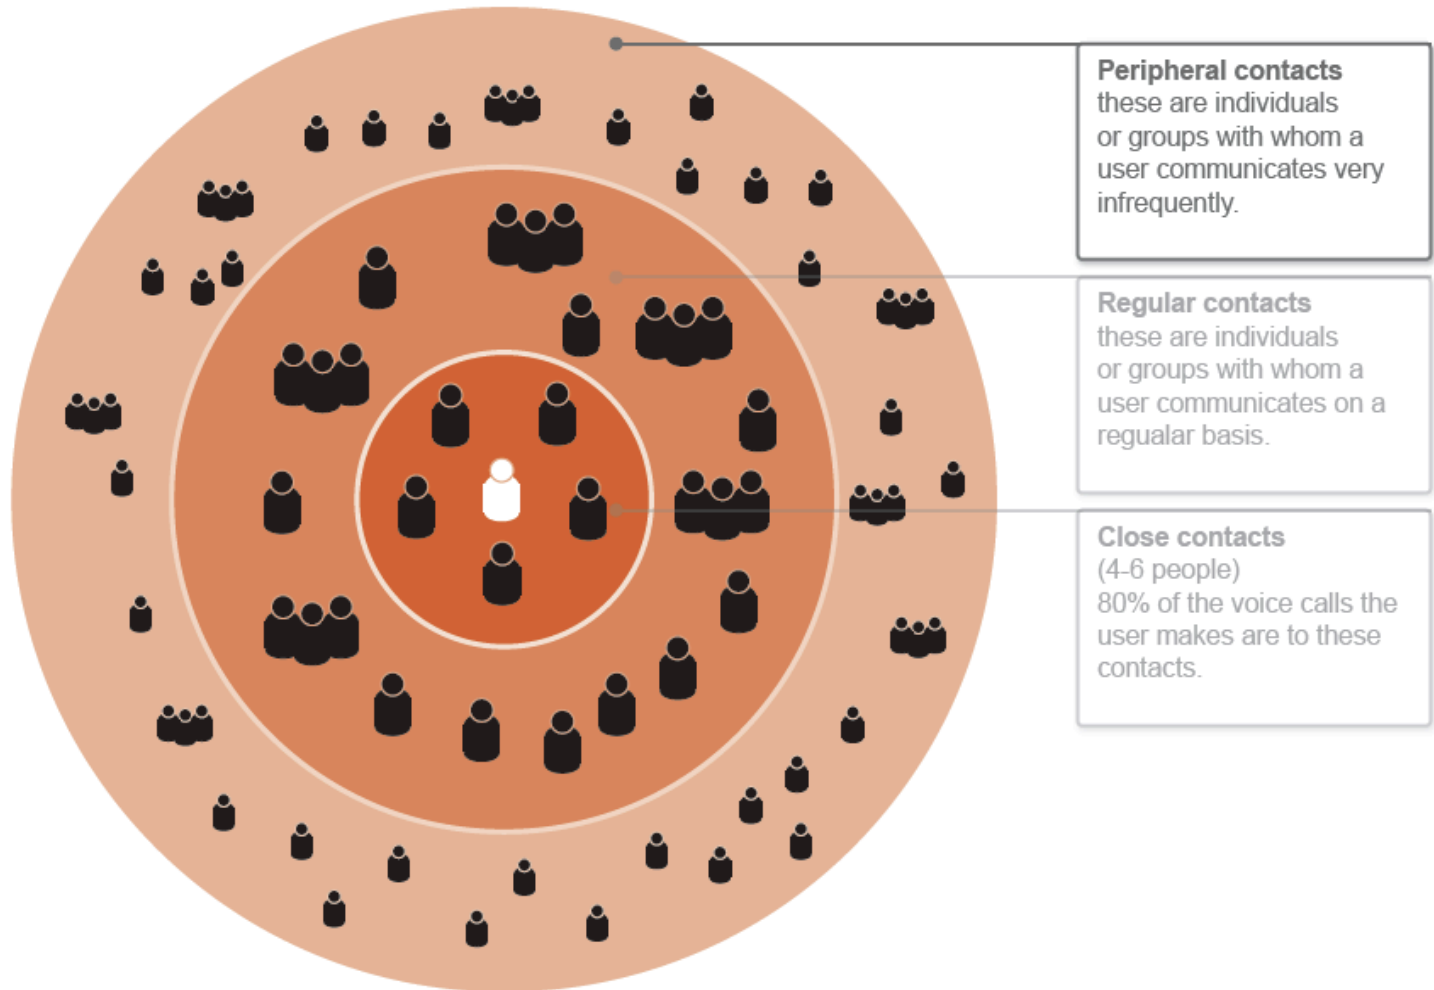 Peripheral contacts
these are individuals
or groups with whom a
user communicates very
infrequently.
Regular contacts
these are individuals
or groups with whom a
user communicates on a
regualar basis.
Close contacts
(4-6 people)
80% of the voice calls the
user makes are to these
contacts.